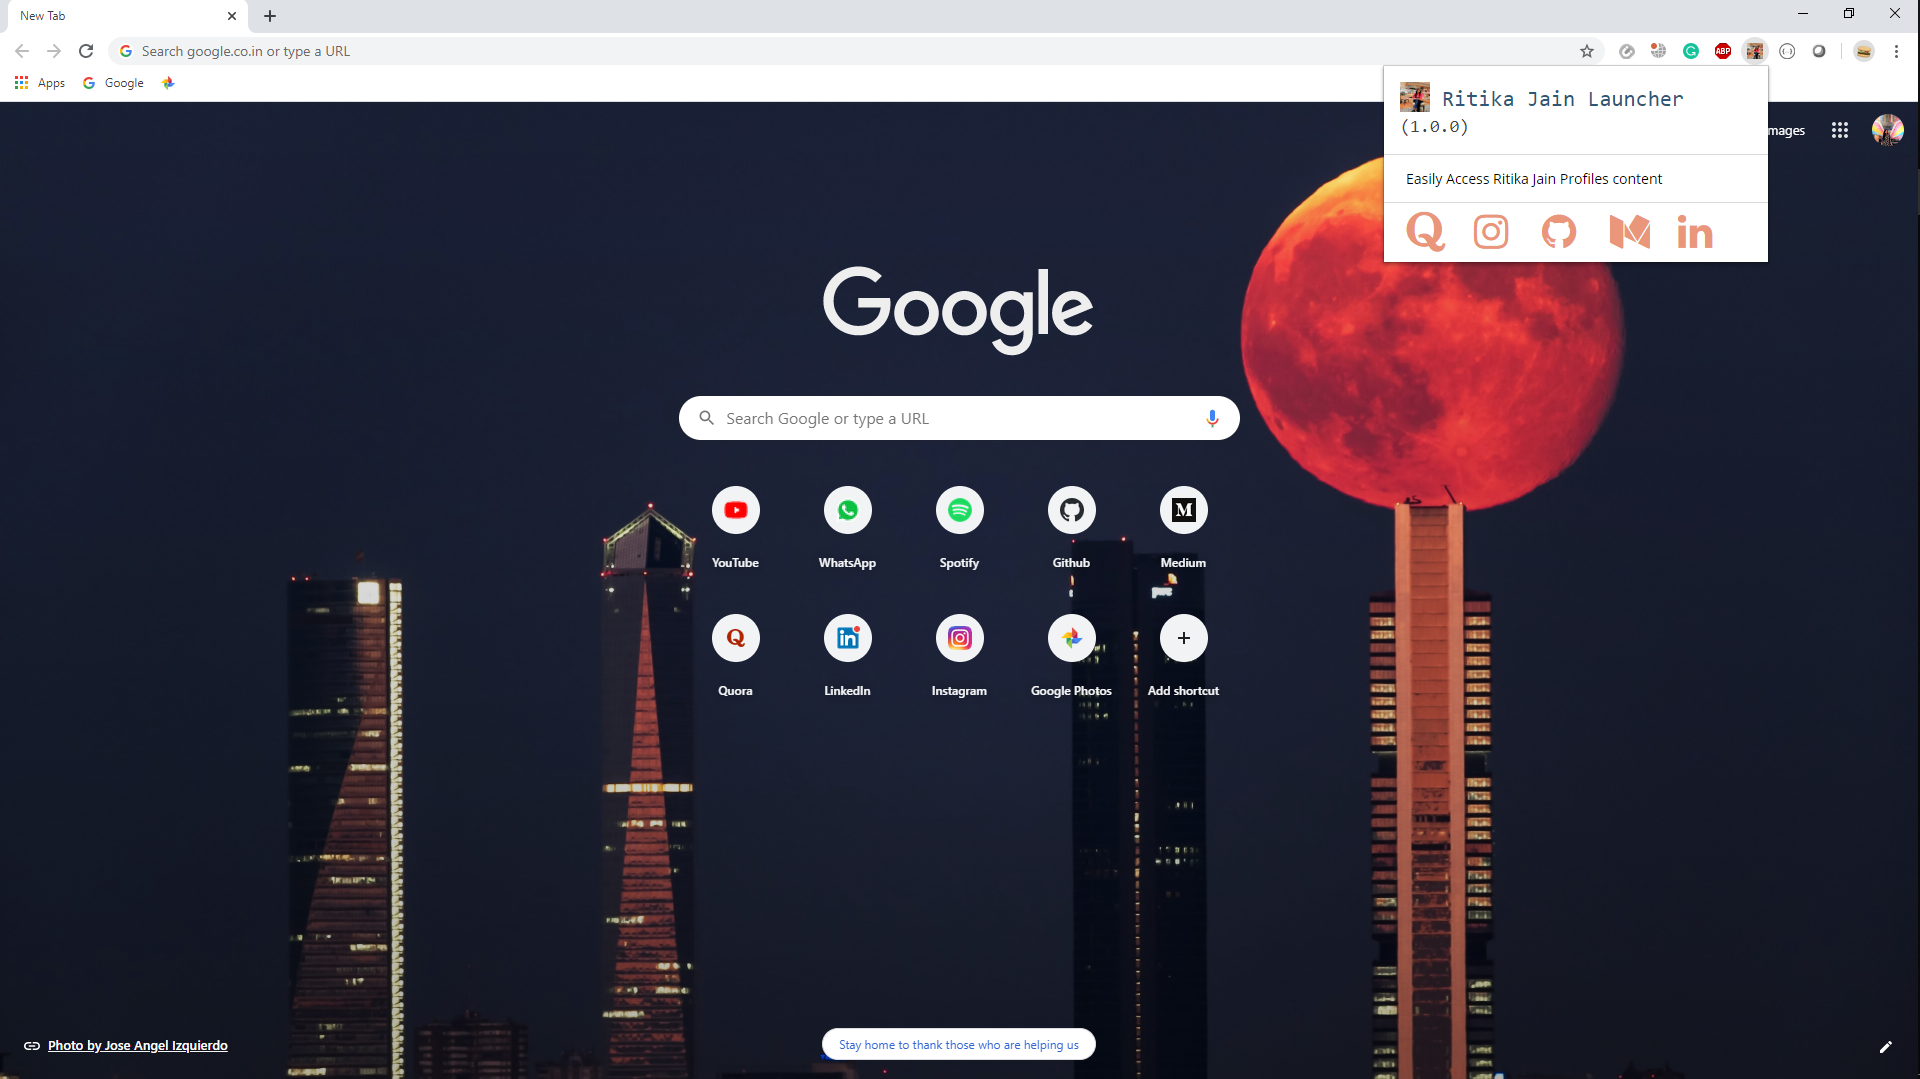 New Tab
Search google.co.in or type a URL
ABP
Apps
Google
Ritika Jain Launcher
(1.0.0)
mages
Easily Access Ritika Jain Profiles content
Google
Search Google or type a URL
YouTube
WhatsApp
Spotify
Github
Medium
pwc
Quora
LinkedIn
Instagram
Google Photos
Add shortcut
Photo by Jose Angel Izquierdo
Stay home to thank those who are helping us